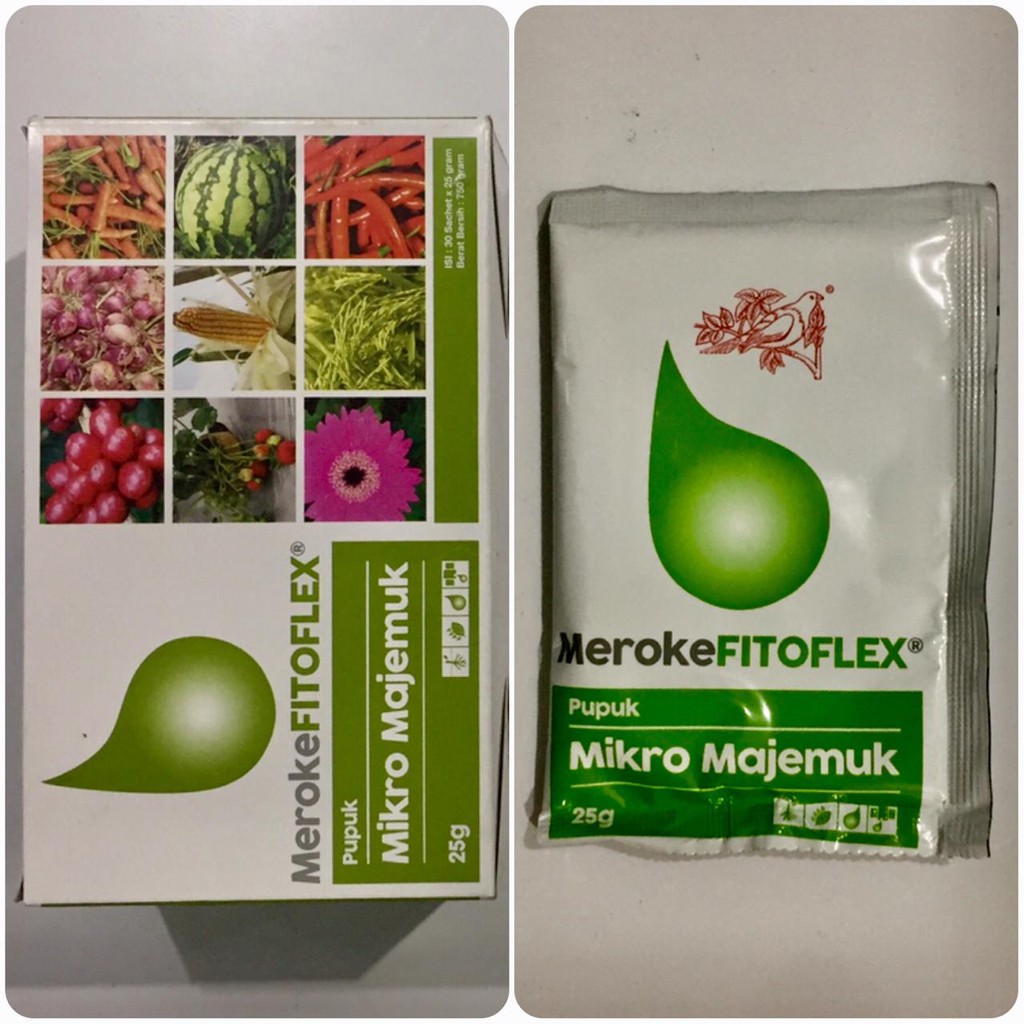 ISI : 30 Sachet x 25 gram
Berat Bersih : 750 gram
MerokeFITOFLEX®
Pupuk
Mikro Majemuk
25g
®
MerokeFITOFLEX®
Pupuk
Mikro Majemuk
25g